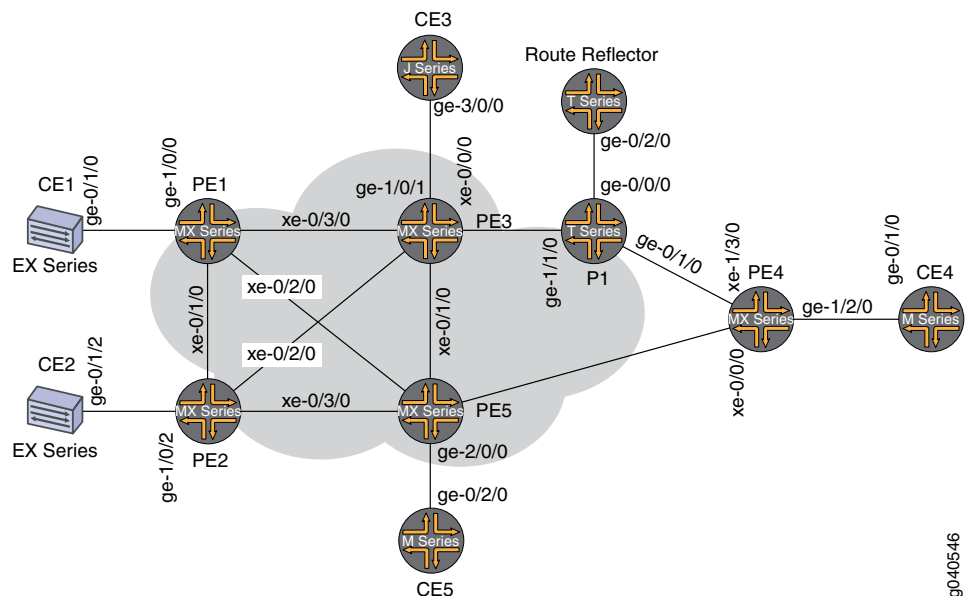 CE3
J Series
ge-3/0/0
Route Reflector
T Series
ge-0/2/0
ge-0/0/0
CE1
ge-0/1/0
EX Series
ge-1/0/0
PE1
MX Series
xe-0/3/0
ge-1/0/1
xe-0/0/0
MX Series
PE3
ge-1/1/0
T Series
P1
ge-0/1/0
xe-1/3/0
PE4
MX Series
xe-0/0/0
ge-1/2/0
ge-0/1/0
CE4
M Series
xe-0/2/0
xe-0/1/0
xe-0/2/0
xe-0/1/0
CE2
ge-0/1/2
EX Series
ge-1/0/2
MX Series
PE2
xe-0/3/0
MX Series
PE5
ge-2/0/0
ge-0/2/0
M Series
CE5
g040546